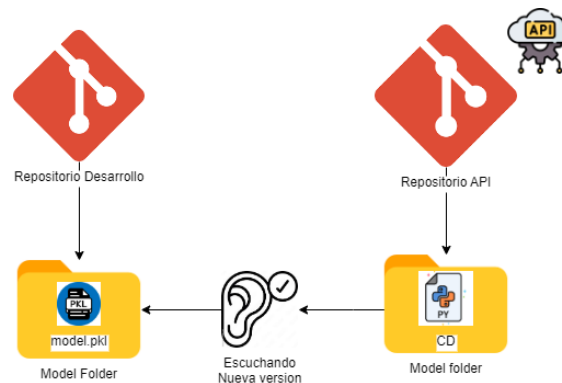 API
Repositorio Desarrollo
Repositorio API
PKL
model.pkl
PY
CD
Escuchando
Nueva version
Model Folder
Model folder